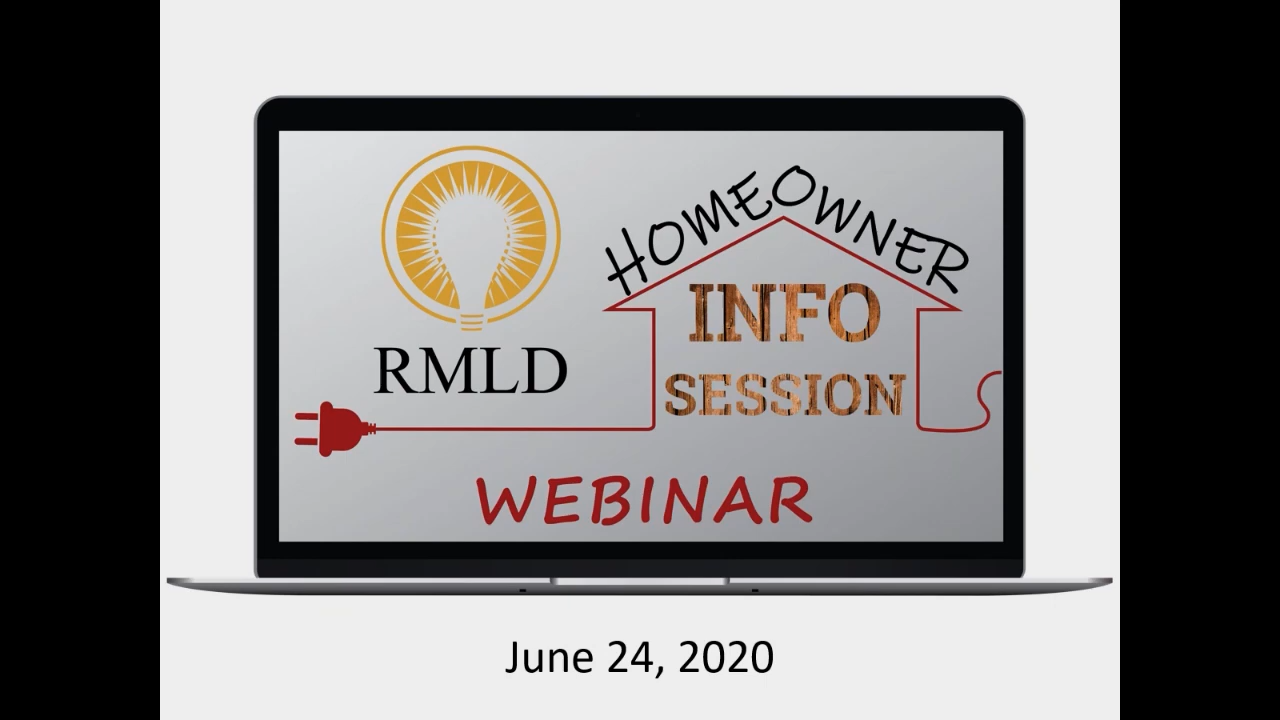 HOMEOWNER
INFO
SESSION
RMLD
WEBINAR
June 24, 2020